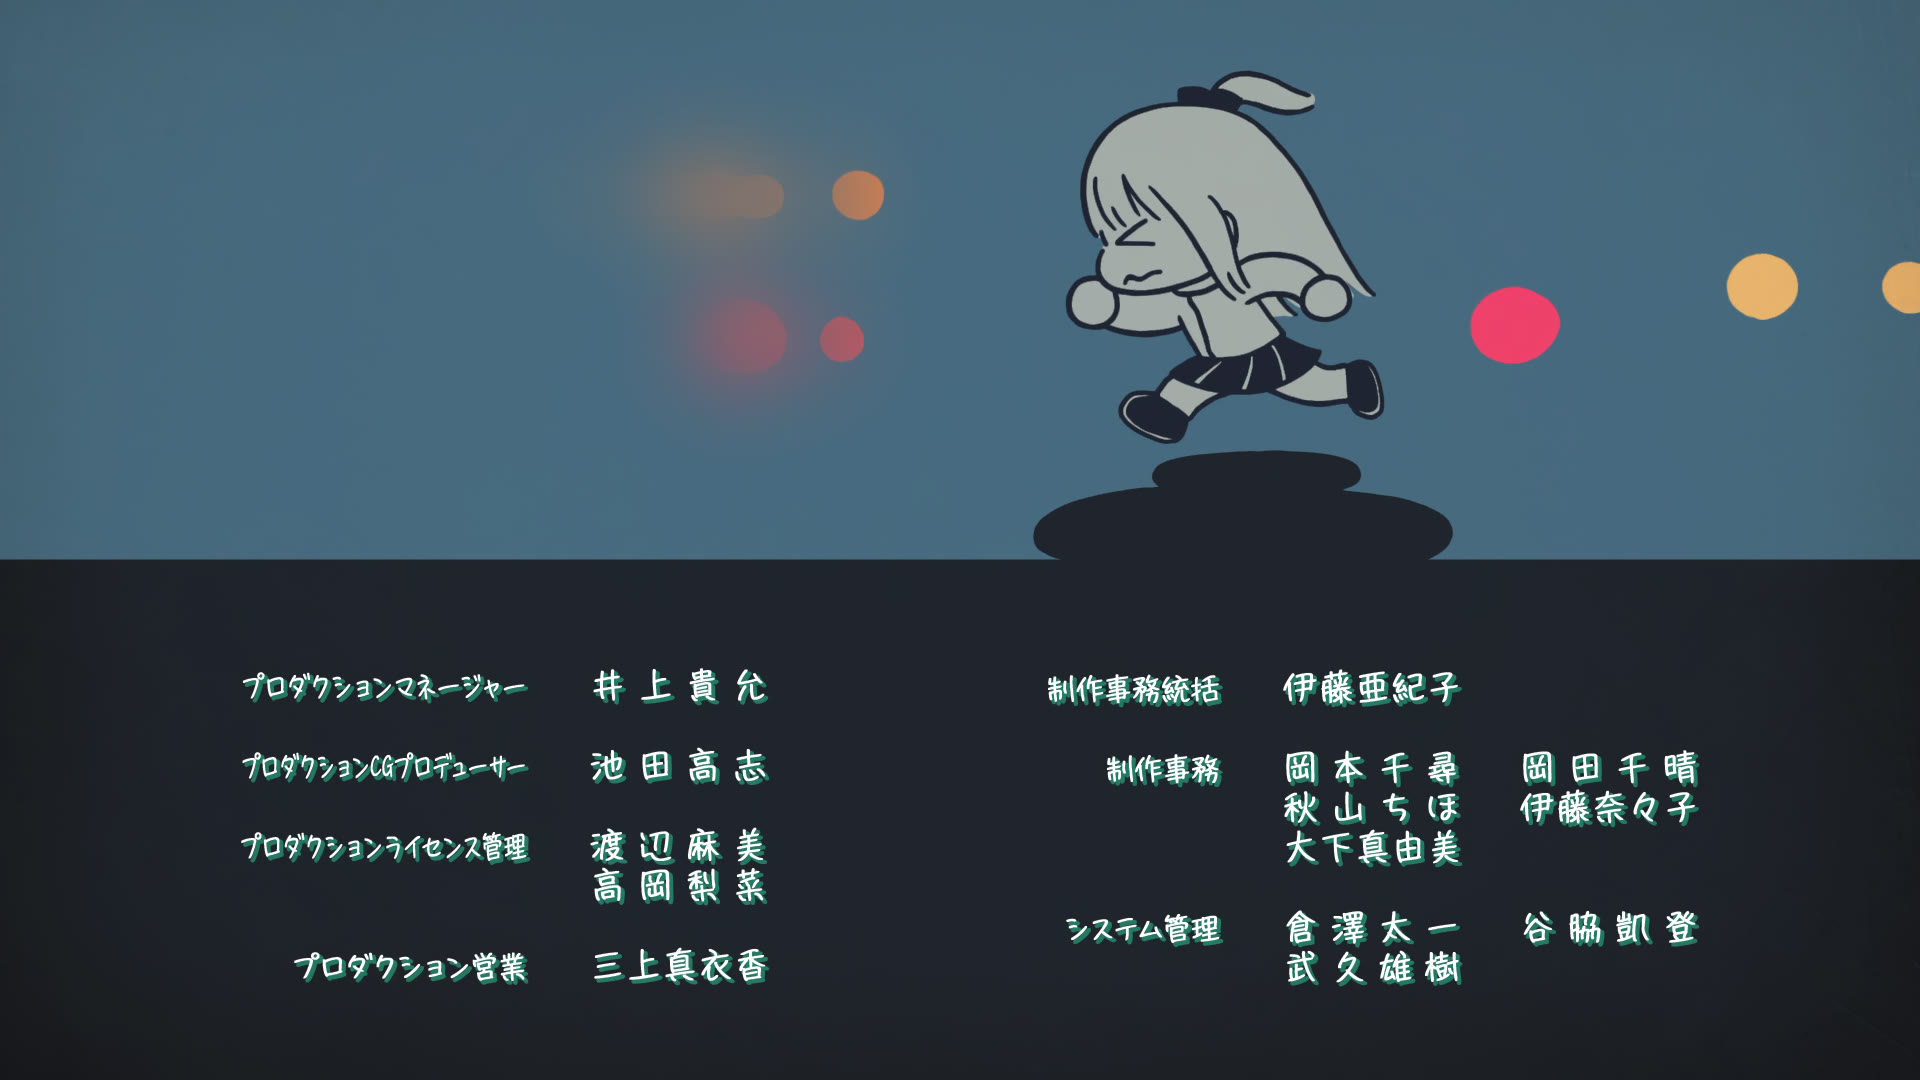 プロダクションマネージャー 井上貴允
プロダクションCGプロデューサー 池田高志
プロダクションライセンス管理 渡辺麻美
高岡梨菜
プロダクション営業 三上真衣香
制作事務統括 伊藤亜紀子
制作事務 岡本千尋 岡田千晴
秋山ちほ 伊藤奈々子
大下真由美
システム管理 倉澤太一 谷脇凱登
武久雄樹